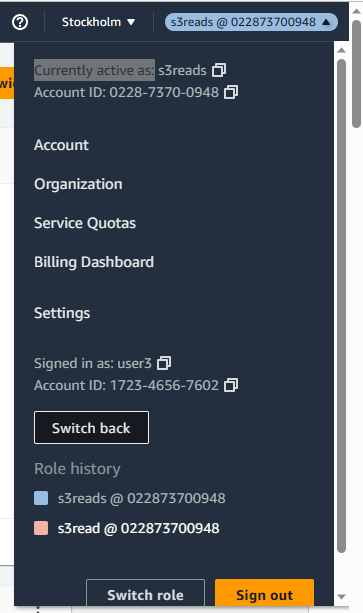 Stockholm
s3reads @ 022873700948
Currently active as: s3reads
Account ID: 0228-7370-0948
Account
Organization
Service Quotas
Billing Dashboard
Settings
Signed in as: user3
Account ID: 1723-4656-7602
Switch back
Role history
s3reads @ 022873700948
s3read @ 022873700948
Switch role
Sign out